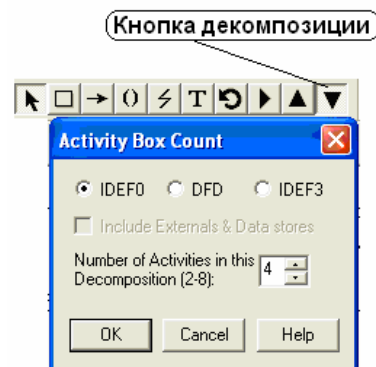 Кнопка декомпозиции
T
Activity Box Count
IDEF0 DFD IDEF3
Include Externals & Data stores
Number of Activities in this
Decomposition (2-8): 4
OK Cancel Help